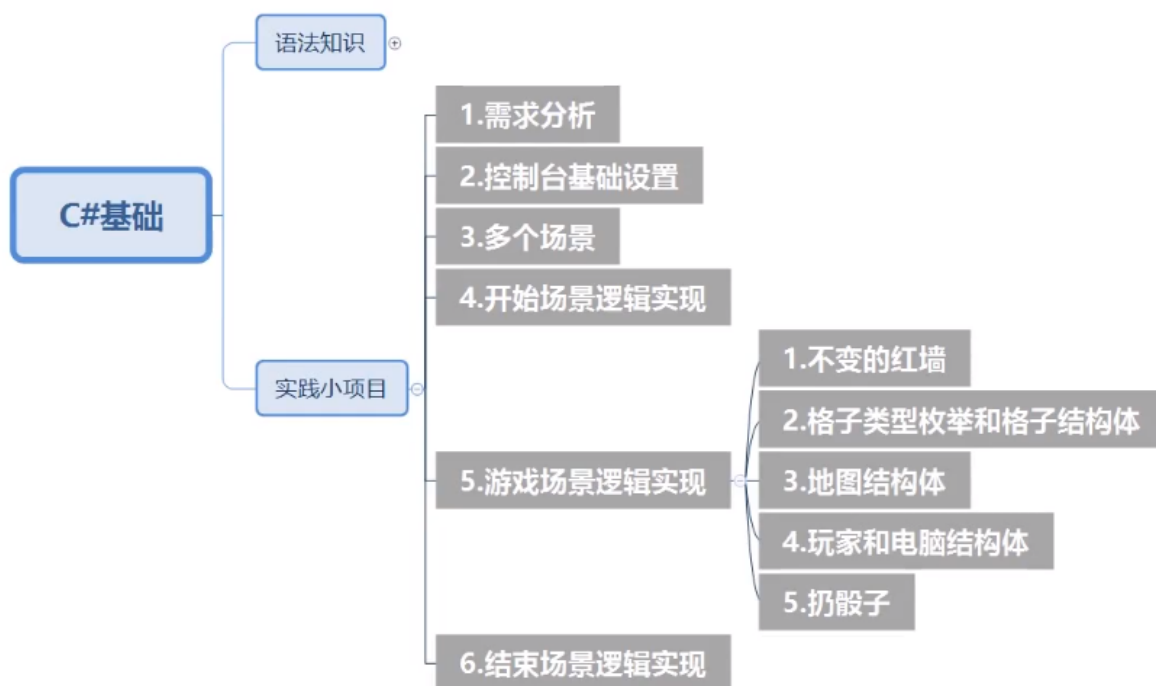 C#基础
语法知识
实践小项目
1.需求分析
2.控制台基础设置
3.多个场景
4.开始场景逻辑实现
5.游戏场景逻辑实现
1.不变的红墙
2.格子类型枚举和格子结构体
3.地图结构体
4.玩家和电脑结构体
5.扔骰子
6.结束场景逻辑实现